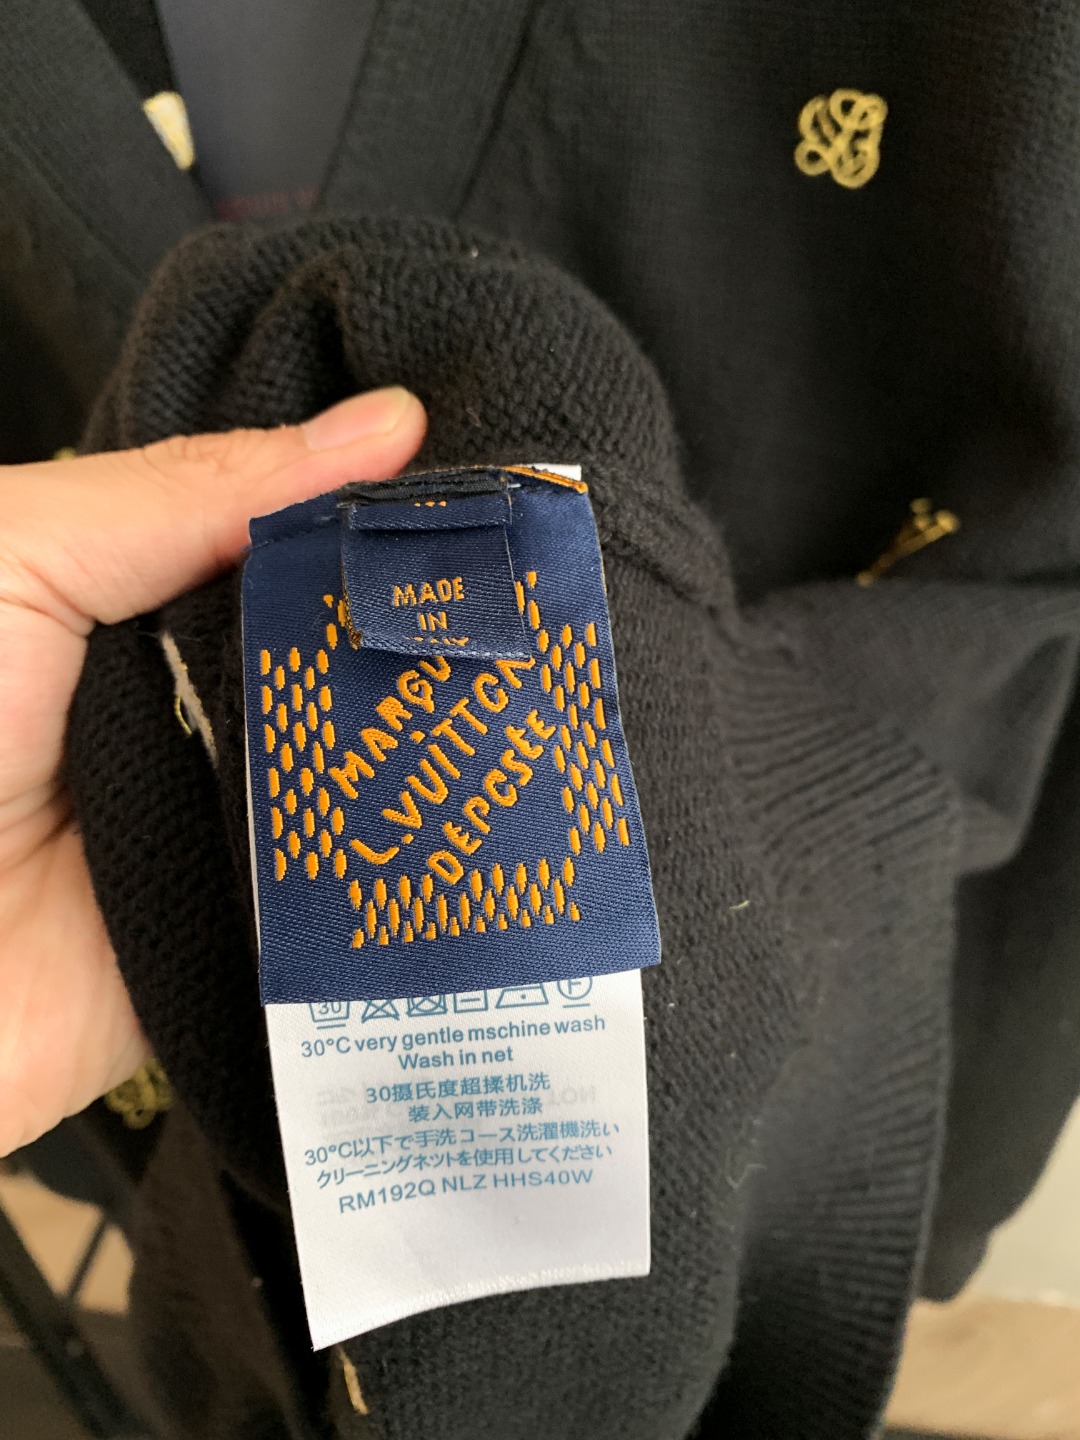 MADE
IN
MARQU
L.VUITTON
DEPCSEE
30
F
30°C very gentle mschine wash
Wash in net
30摄氏度超揉机洗
装入网带洗涤
30°C以下で手洗コース洗濯機洗い
クリーニングネットを使用してください
RM192Q NLZ HHS40W